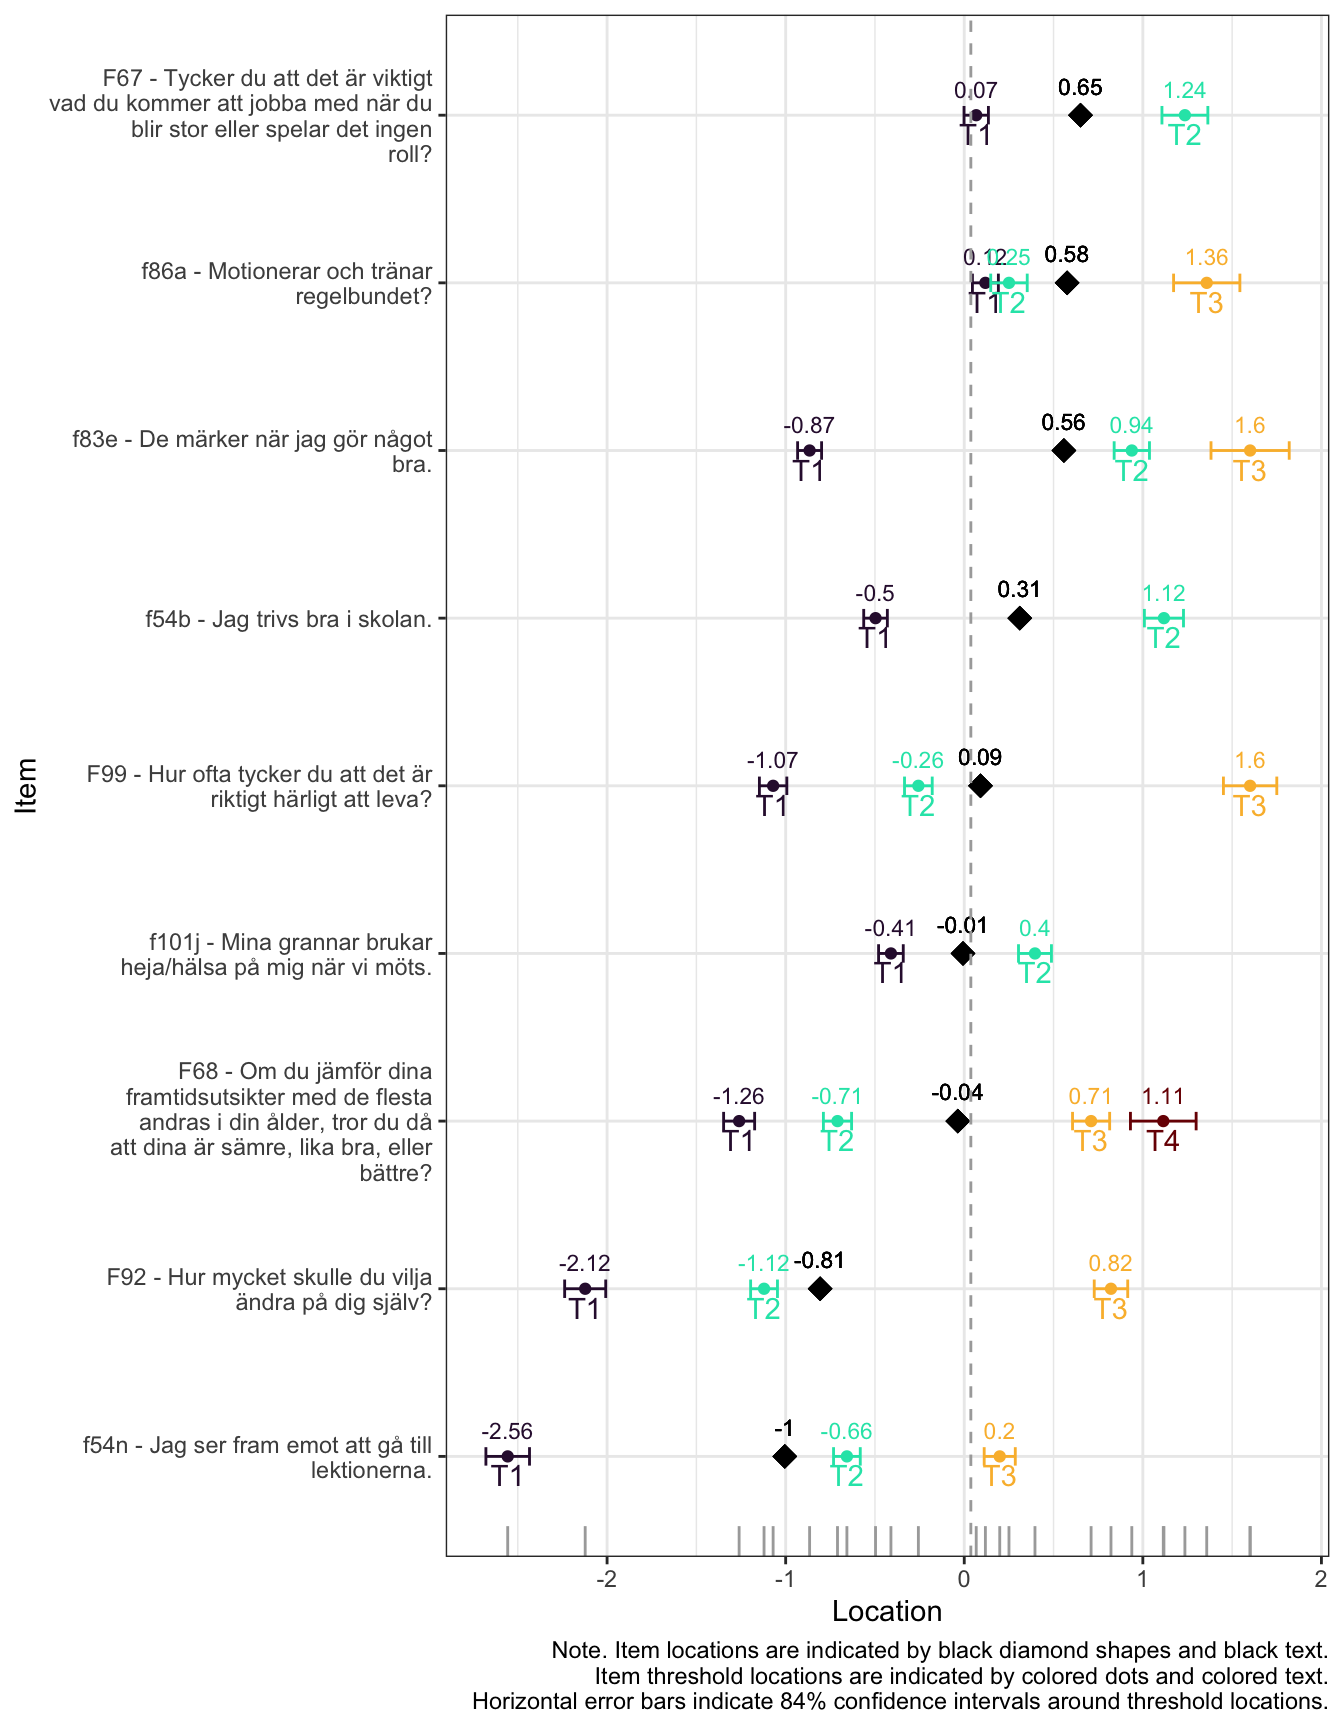 F67 - Tycker du att det är viktigt
vad du kommer att jobba med när du
blir stor eller spelar det ingen
roll?
0.07
0.65
1.24
T1
T2
f86a - Motionerar och tränar
regelbundet?
0.12
0.25
0.58
1.36
T1
T2
T3
f83e - De märker när jag gör något
bra.
-0.87
0.56
0.94
1.6
T1
T2
T3
f54b - Jag trivs bra i skolan.
-0.5
0.31
1.12
T1
T2
F99 - Hur ofta tycker du att det är
riktigt härligt att leva?
-1.07
-0.26
0.09
1.6
T1
T2
T3
f101j - Mina grannar brukar
heja/hälsa på mig när vi möts.
-0.41
-0.01
0.4
T1
T2
F68 - Om du jämför dina
framtidsutsikter med de flesta
andras i din ålder, tror du då
att dina är sämre, lika bra, eller
bättre?
-1.26
-0.71
-0.04
0.71
1.11
T1
T2
T3
T4
F92 - Hur mycket skulle du vilja
ändra på dig själv?
-2.12
-1.12
-0.81
0.82
T1
T2
T3
f54n - Jag ser fram emot att gå till
lektionerna.
-2.56
-1
-0.66
0.2
T1
T2
T3
Item
-2
-1
0
1
2
Location
Note. Item locations are indicated by black diamond shapes and black text.
Item threshold locations are indicated by colored dots and colored text.
Horizontal error bars indicate 84% confidence intervals around threshold locations.